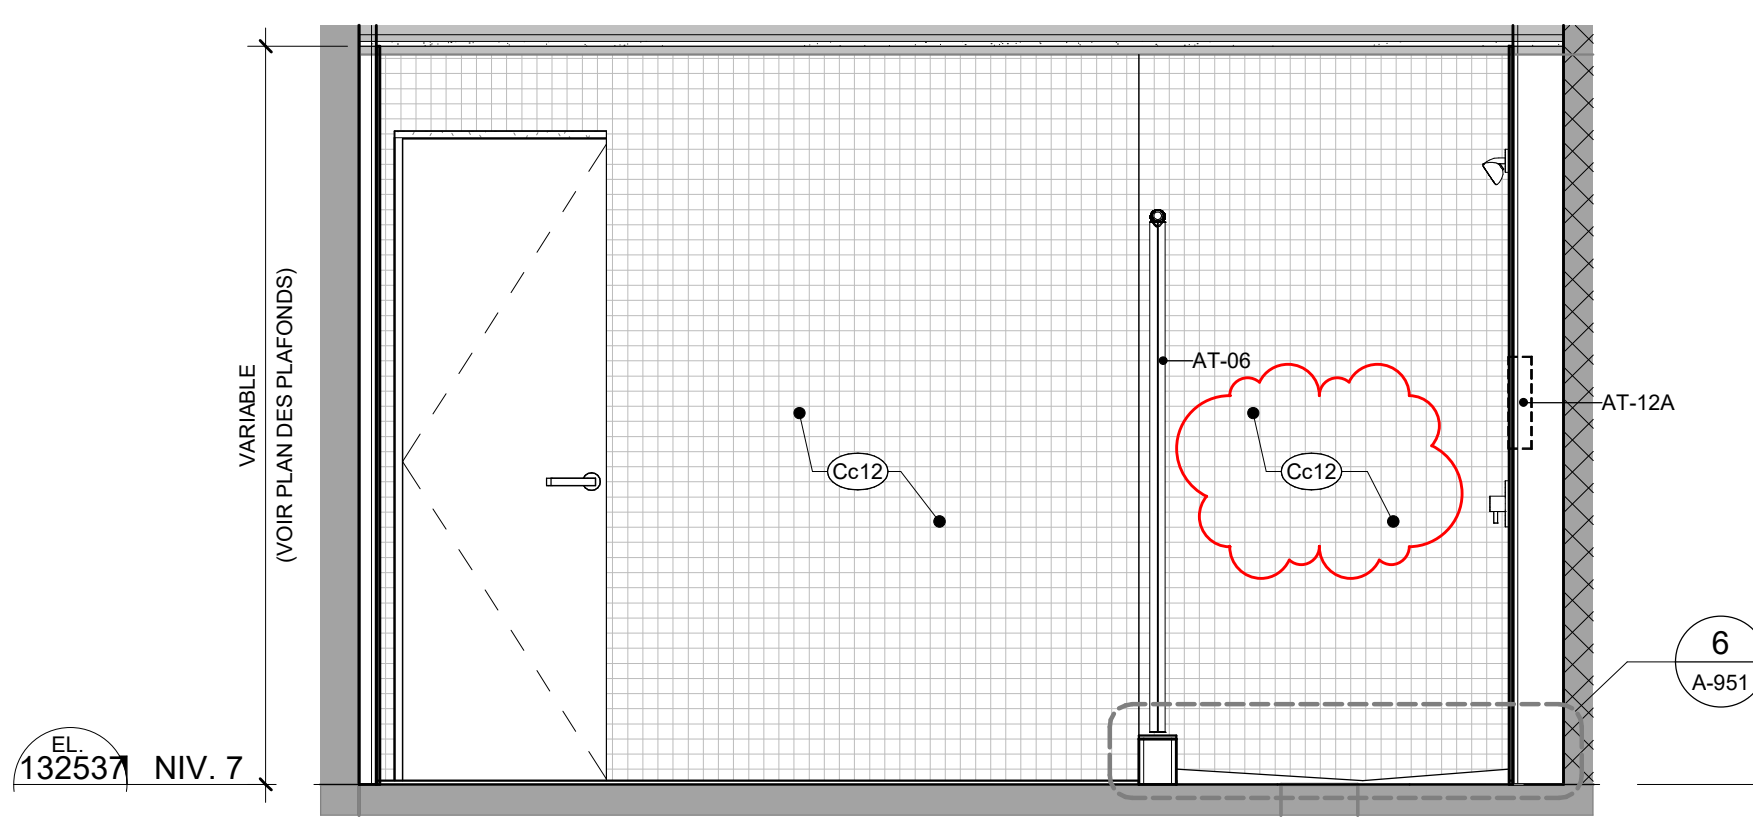 VARIABLE
(VOIR PLAN DES PLAFONDS)
AT-06
AT-12A
Cc12
Cc12
6
A-951
EL.
132537
NIV. 7